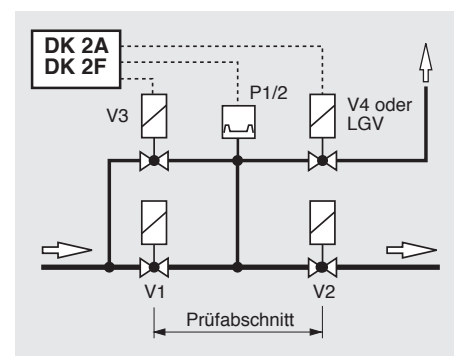 DK 2A
DK 2F
P1/2
V3
V4 oder
LGV
V1
V2
Prüfabschnitt